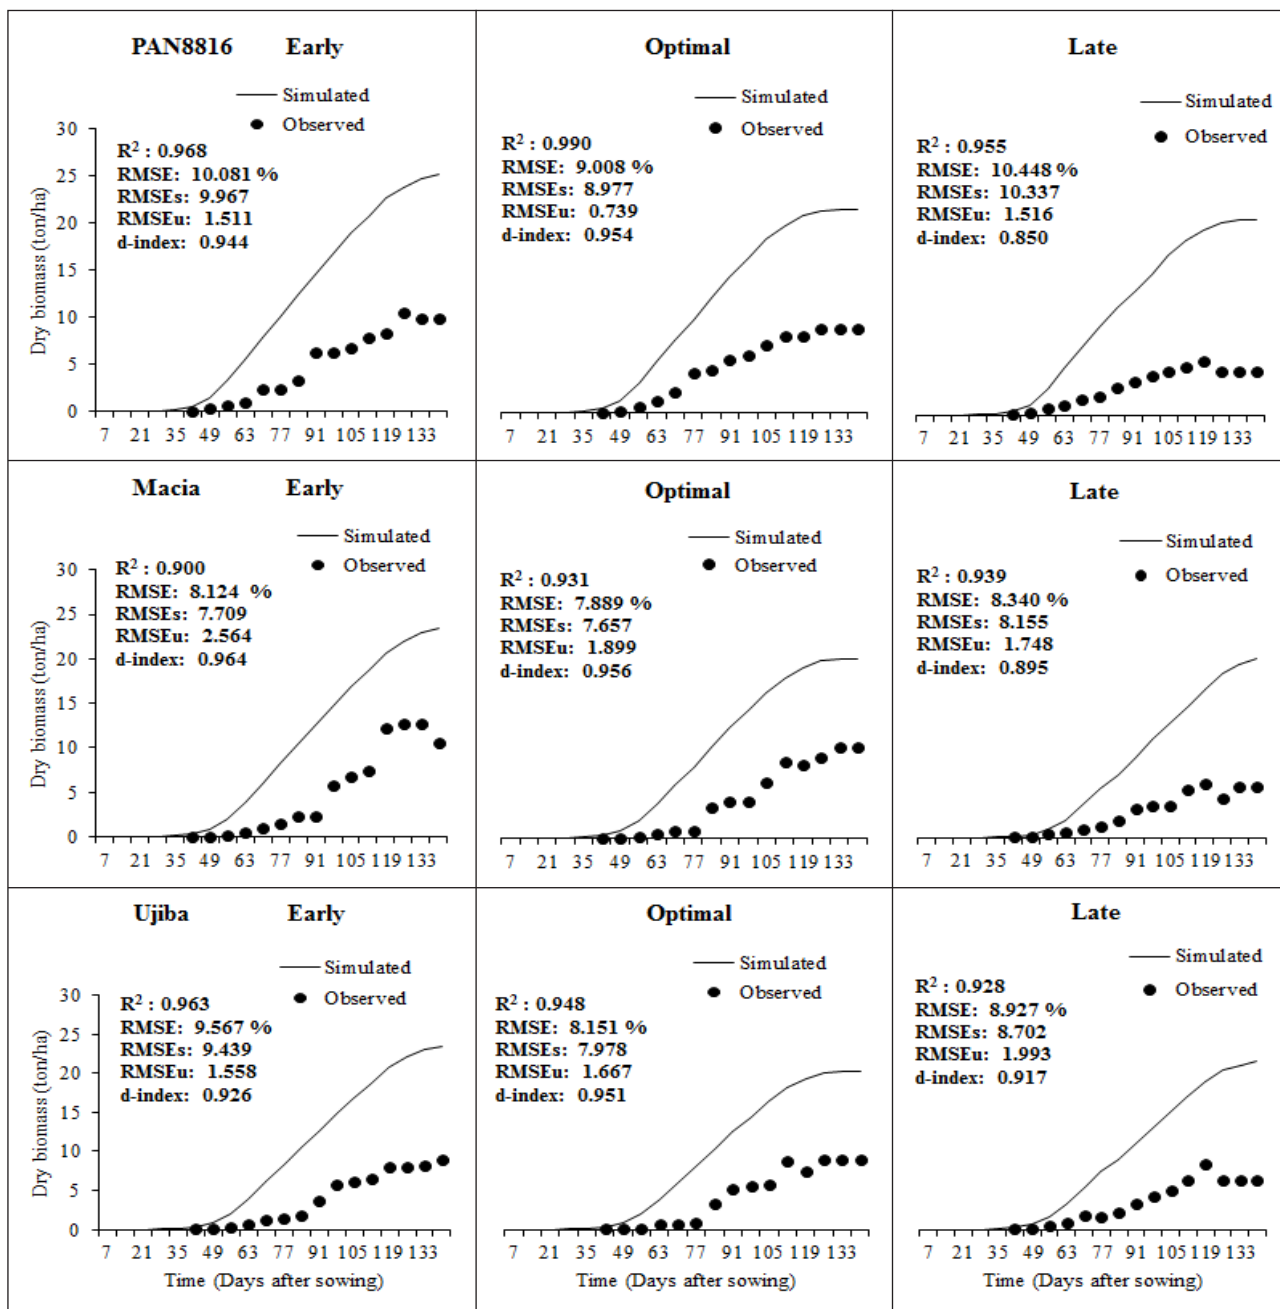 PAN8816 Early
Simulated
Observed
R² : 0.968
RMSE: 10.081 %
RMSEs: 9.967
RMSEu: 1.511
d-index: 0.944
Dry biomass (ton/ha)
30
25
20
15
10
5
0
7 21 35 49 63 77 91 105 119 133
Optimal
Simulated
Observed
R² : 0.990
RMSE: 9.008 %
RMSEs: 8.977
RMSEu: 0.739
d-index: 0.954
7 21 35 49 63 77 91 105 119 133
Late
Simulated
Observed
R² : 0.955
RMSE: 10.448 %
RMSEs: 10.337
RMSEu: 1.516
d-index: 0.850
7 21 35 49 63 77 91 105 119 133
Macia Early
Simulated
Observed
R² : 0.900
RMSE: 8.124 %
RMSEs: 7.709
RMSEu: 2.564
d-index: 0.964
Dry biomass (ton/ha)
30
25
20
15
10
5
0
7 21 35 49 63 77 91 105 119 133
Optimal
Simulated
Observed
R² : 0.931
RMSE: 7.889 %
RMSEs: 7.657
RMSEu: 1.899
d-index: 0.956
7 21 35 49 63 77 91 105 119 133
Late
Simulated
Observed
R² : 0.939
RMSE: 8.340 %
RMSEs: 8.155
RMSEu: 1.748
d-index: 0.895
7 21 35 49 63 77 91 105 119 133
Ujiba Early
Simulated
Observed
R² : 0.963
RMSE: 9.567 %
RMSEs: 9.439
RMSEu: 1.558
d-index: 0.926
Dry biomass (ton/ha)
30
25
20
15
10
5
0
7 21 35 49 63 77 91 105 119 133
Time (Days after sowing)
Optimal
Simulated
Observed
R² : 0.948
RMSE: 8.151 %
RMSEs: 7.978
RMSEu: 1.667
d-index: 0.951
7 21 35 49 63 77 91 105 119 133
Time (Days after sowing)
Late
Simulated
Observed
R² : 0.928
RMSE: 8.927 %
RMSEs: 8.702
RMSEu: 1.993
d-index: 0.917
7 21 35 49 63 77 91 105 119 133
Time (Days after sowing)